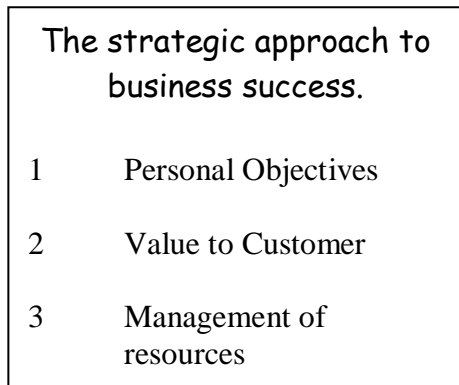 The strategic approach to
business success.
1 Personal Objectives
2 Value to Customer
3 Management of
resources